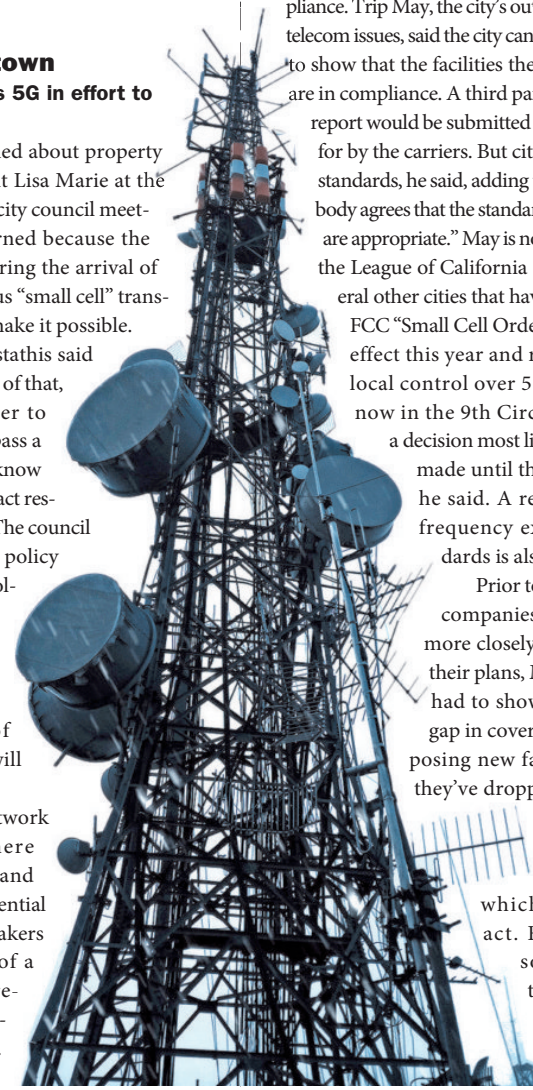 town
s 5G in effort to
ed about property
t Lisa Marie at the
city council meet-
rned because the
ring the arrival of
us “small cell” trans-
make it possible.
stathis said
of that,
er to
pass a
know
act res-
The council
policy
ol-
of
will
twork
here
and
ential
akers
of a
re-
-
pliance. Trip May, the city’s ou
telecom issues, said the city can
to show that the facilities the
are in compliance. A third pa
report would be submitted
for by the carriers. But cit
standards, he said, adding
body agrees that the standa
are appropriate.” May is ne
the League of California
eral other cities that hav
FCC “Small Cell Orde
effect this year and r
local control over 5
now in the 9th Circ
a decision most li
made until th
he said. A re
frequency ex
dards is als
Prior to
companies
more closely
their plans, M
had to show
gap in cover
posing new fa
they’ve dropp
which
act. F
so
t